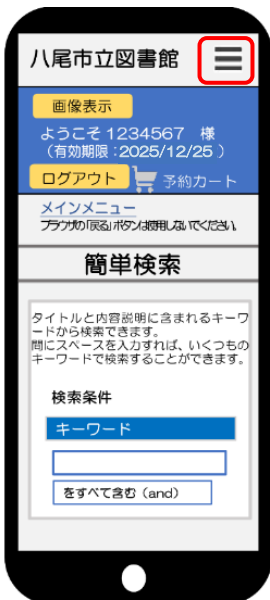 八尾市立図書館
画像表示
ようこそ 1234567 様
（有効期限：2025/12/25 ）
ログアウト 予約カート
メインメニュー
ブラウザの「戻る」ボタンは使用しないでください。
簡単検索
タイトルと内容説明に含まれるキーワ
ードから検索できます。
間にスペースを入力すれば、いくつもの
キーワードで検索することができます。
検索条件
キーワード
をすべて含む（and）